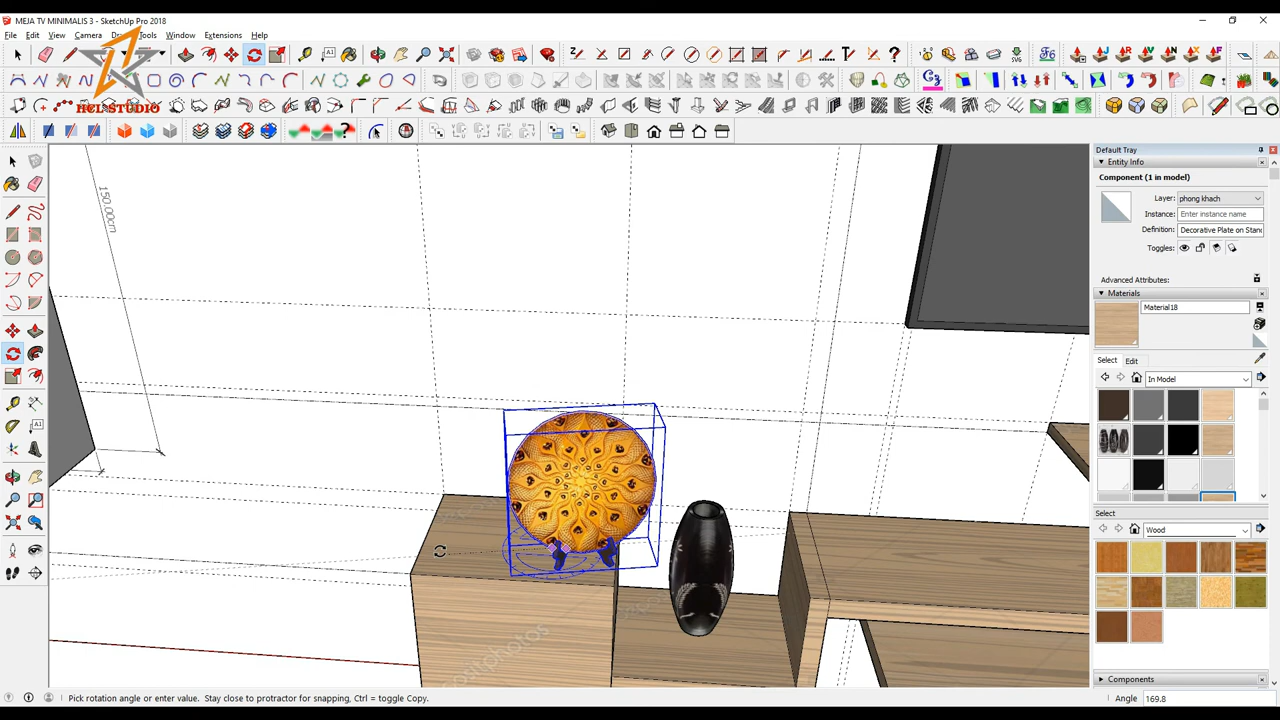 MEJA TV MINIMALIS 3 - SketchUp Pro 2018
File Edit View Camera Tools Window Extensions Help
HCL STUDIO
150.00cm
Default Tray
Entity Info
Component (1 in model)
Layer: phong khach
Instance: Enter instance name
Definition: Decorative Plate on Stand
Toggles:
Advanced Attributes:
Materials
Material18
Select Edit
In Model
Select
Wood
Components
Pick rotation angle or enter value. Stay close to protractor for snapping, Ctrl = toggle Copy.
Angle 169.8